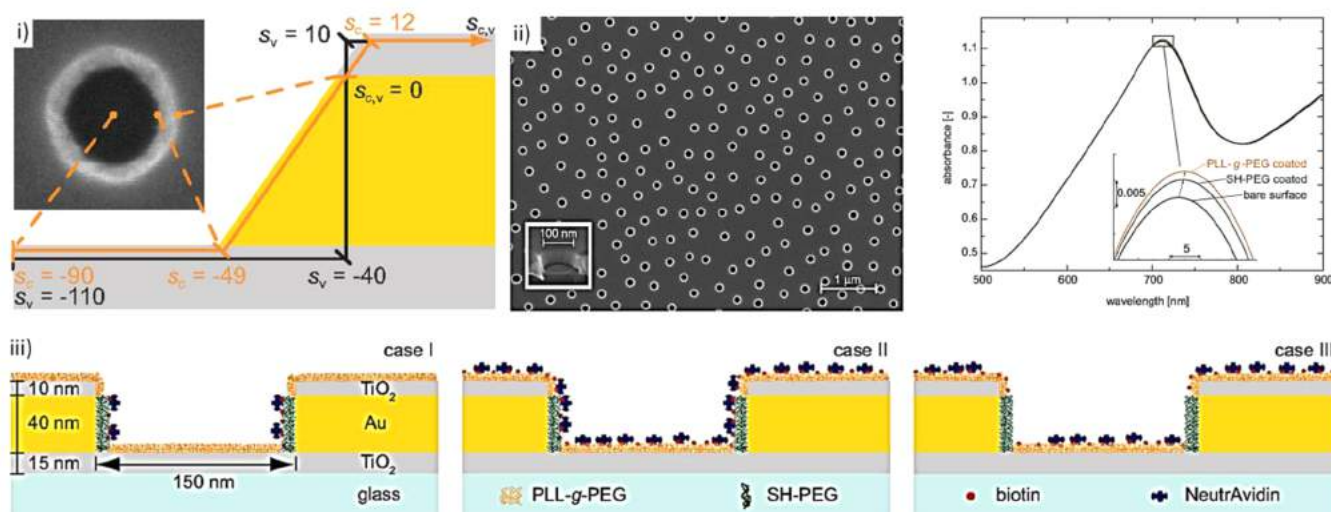 i)
s_v = 10
s_c = 12
s_c,v
s_c,v = 0
s_c = -90
s_v = -110
s_c = -49
s_v = -40
ii)
100 nm
1 µm
absorbance [-]
1.1
1.0
0.9
0.8
0.7
0.6
0.5
PLL-g-PEG coated
SH-PEG coated
bare surface
0.005
5
500
600
700
800
900
wavelength [nm]
iii)
case I
10 nm
TiO₂
40 nm
Au
15 nm
TiO₂
150 nm
glass
case II
PLL-g-PEG
SH-PEG
case III
biotin
NeutrAvidin